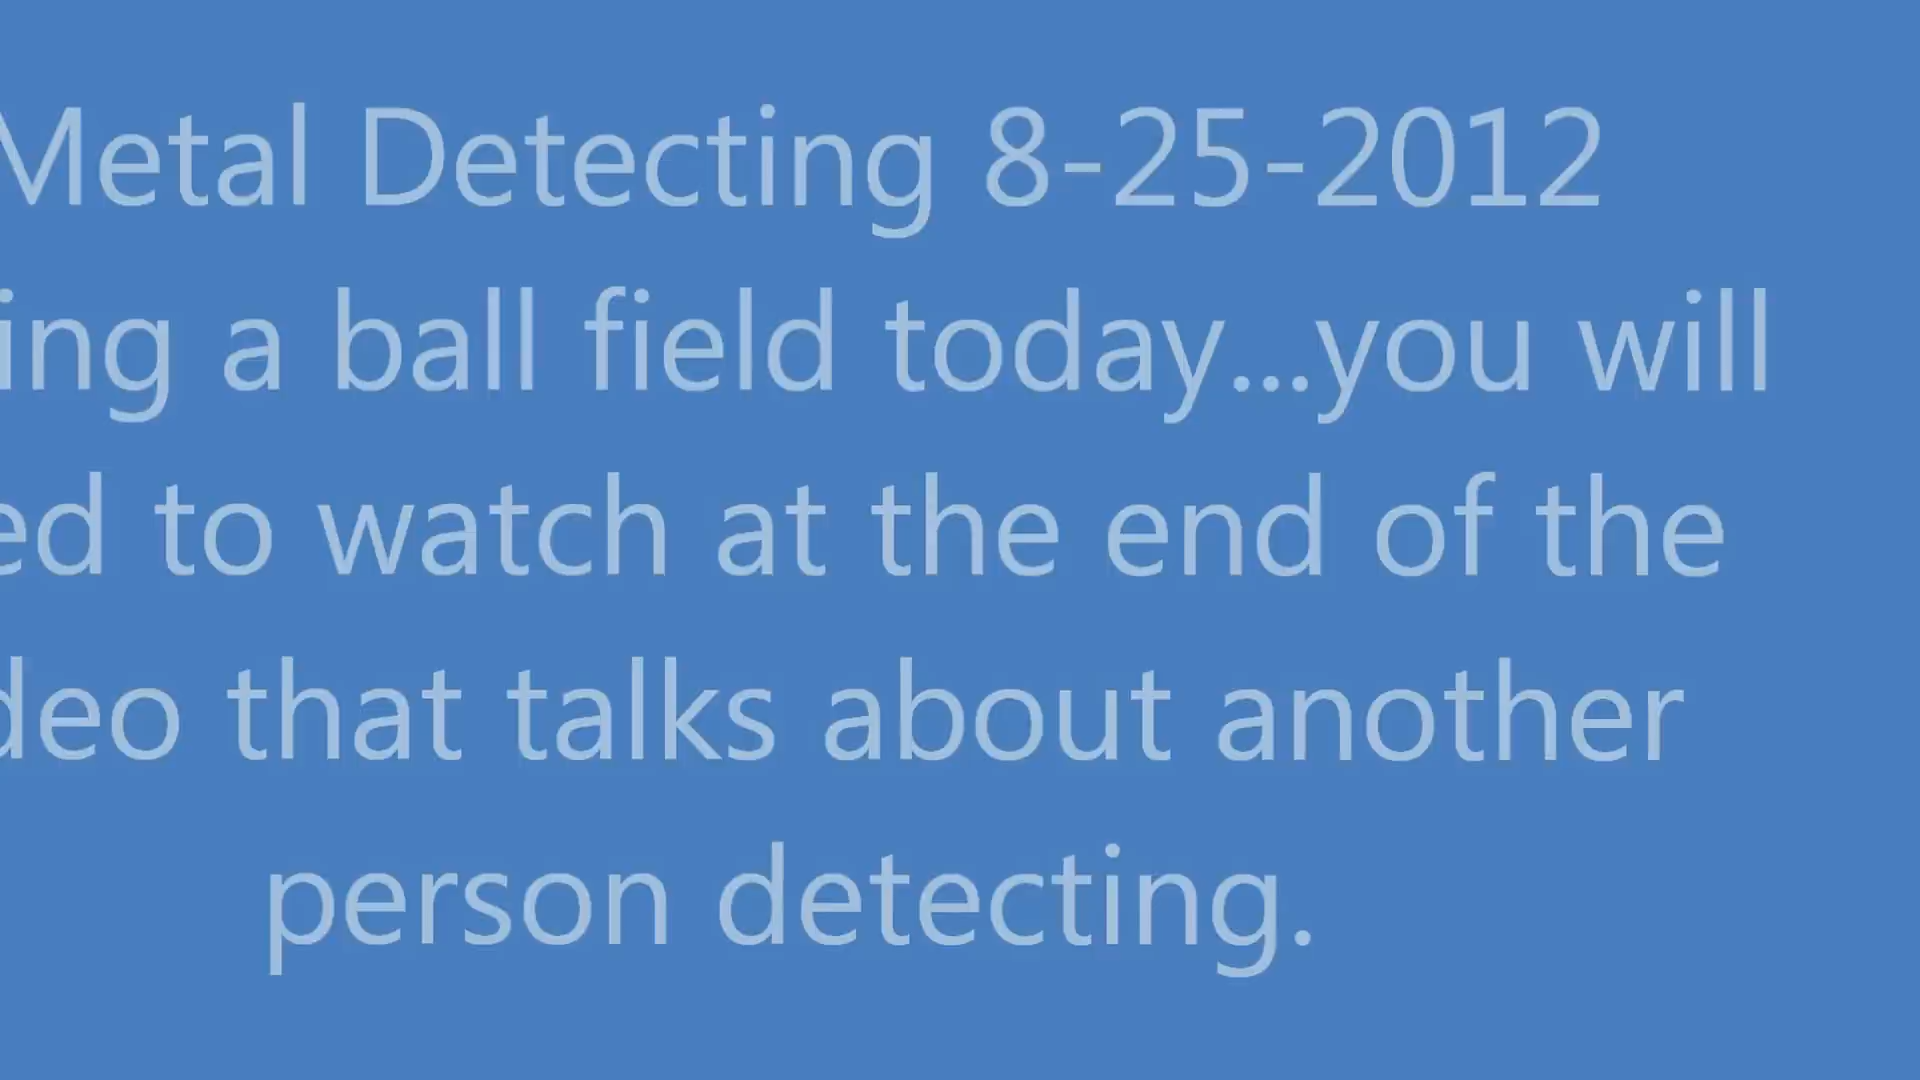 Metal Detecting 8-25-2012
ing a ball field today...you will
ed to watch at the end of the
deo that talks about another
person detecting.